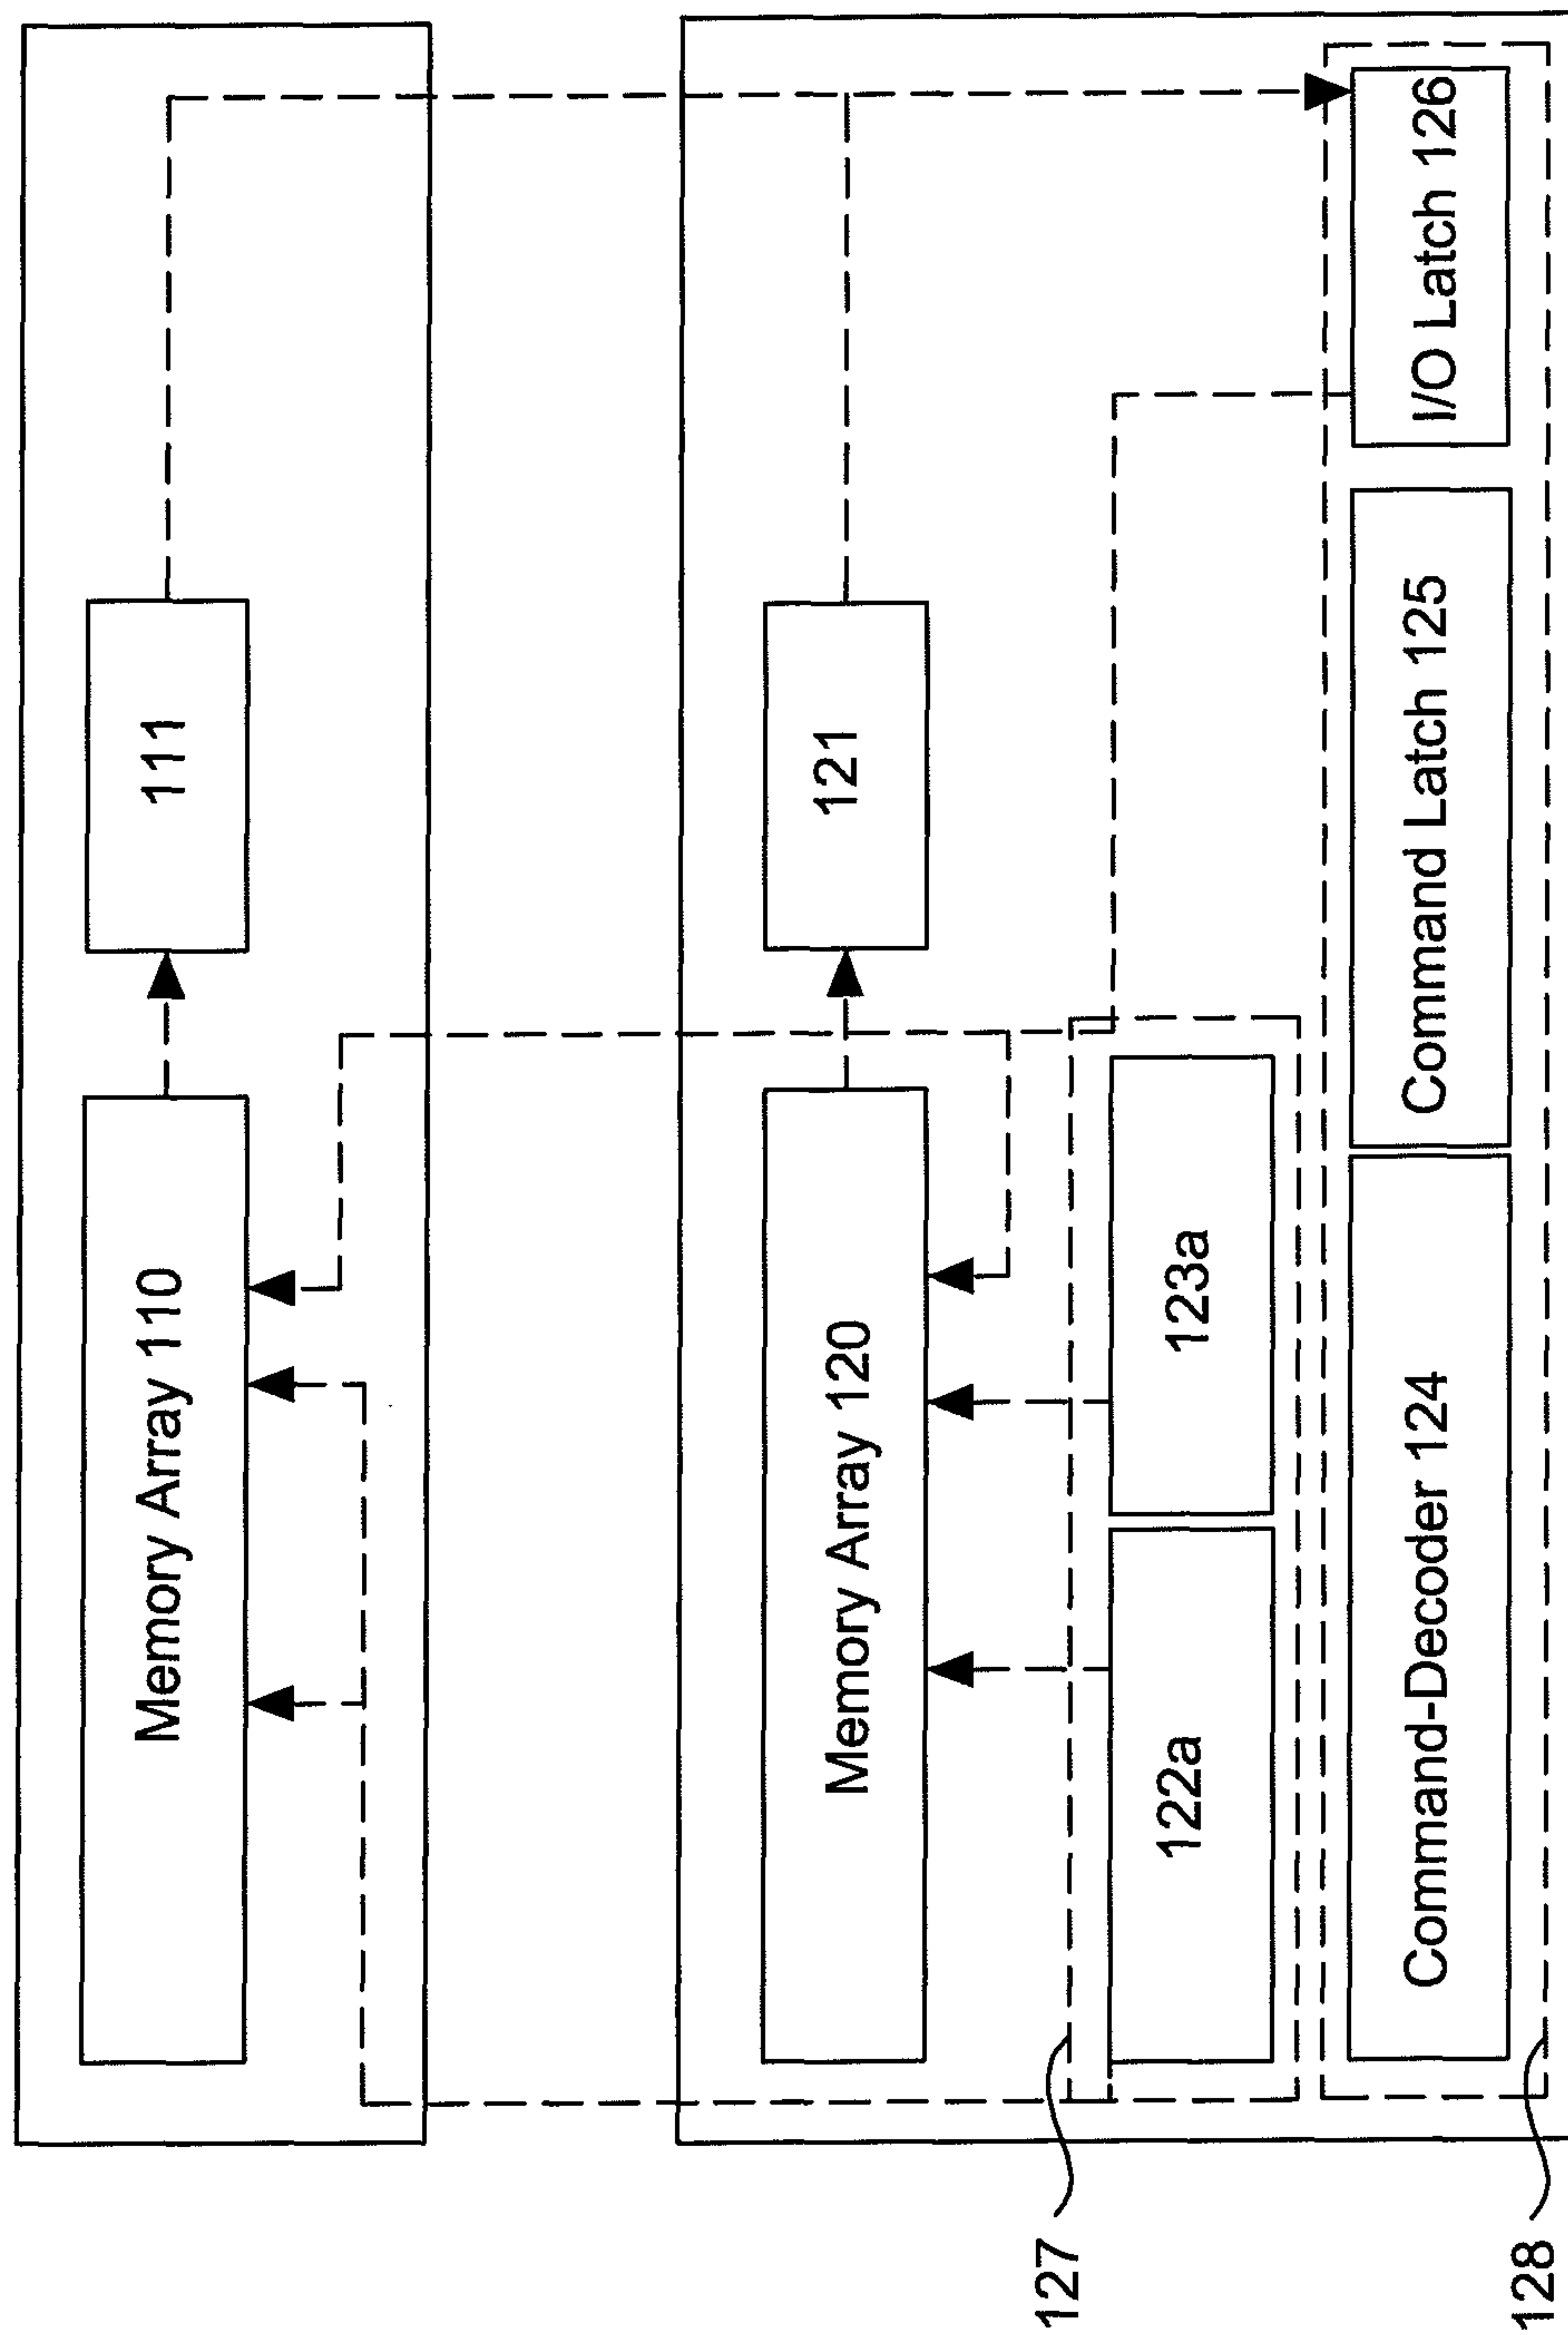 Memory Array 110
111
Memory Array 120
121
122a
123a
Command-Decoder 124
Command Latch 125
I/O Latch 126
127
128